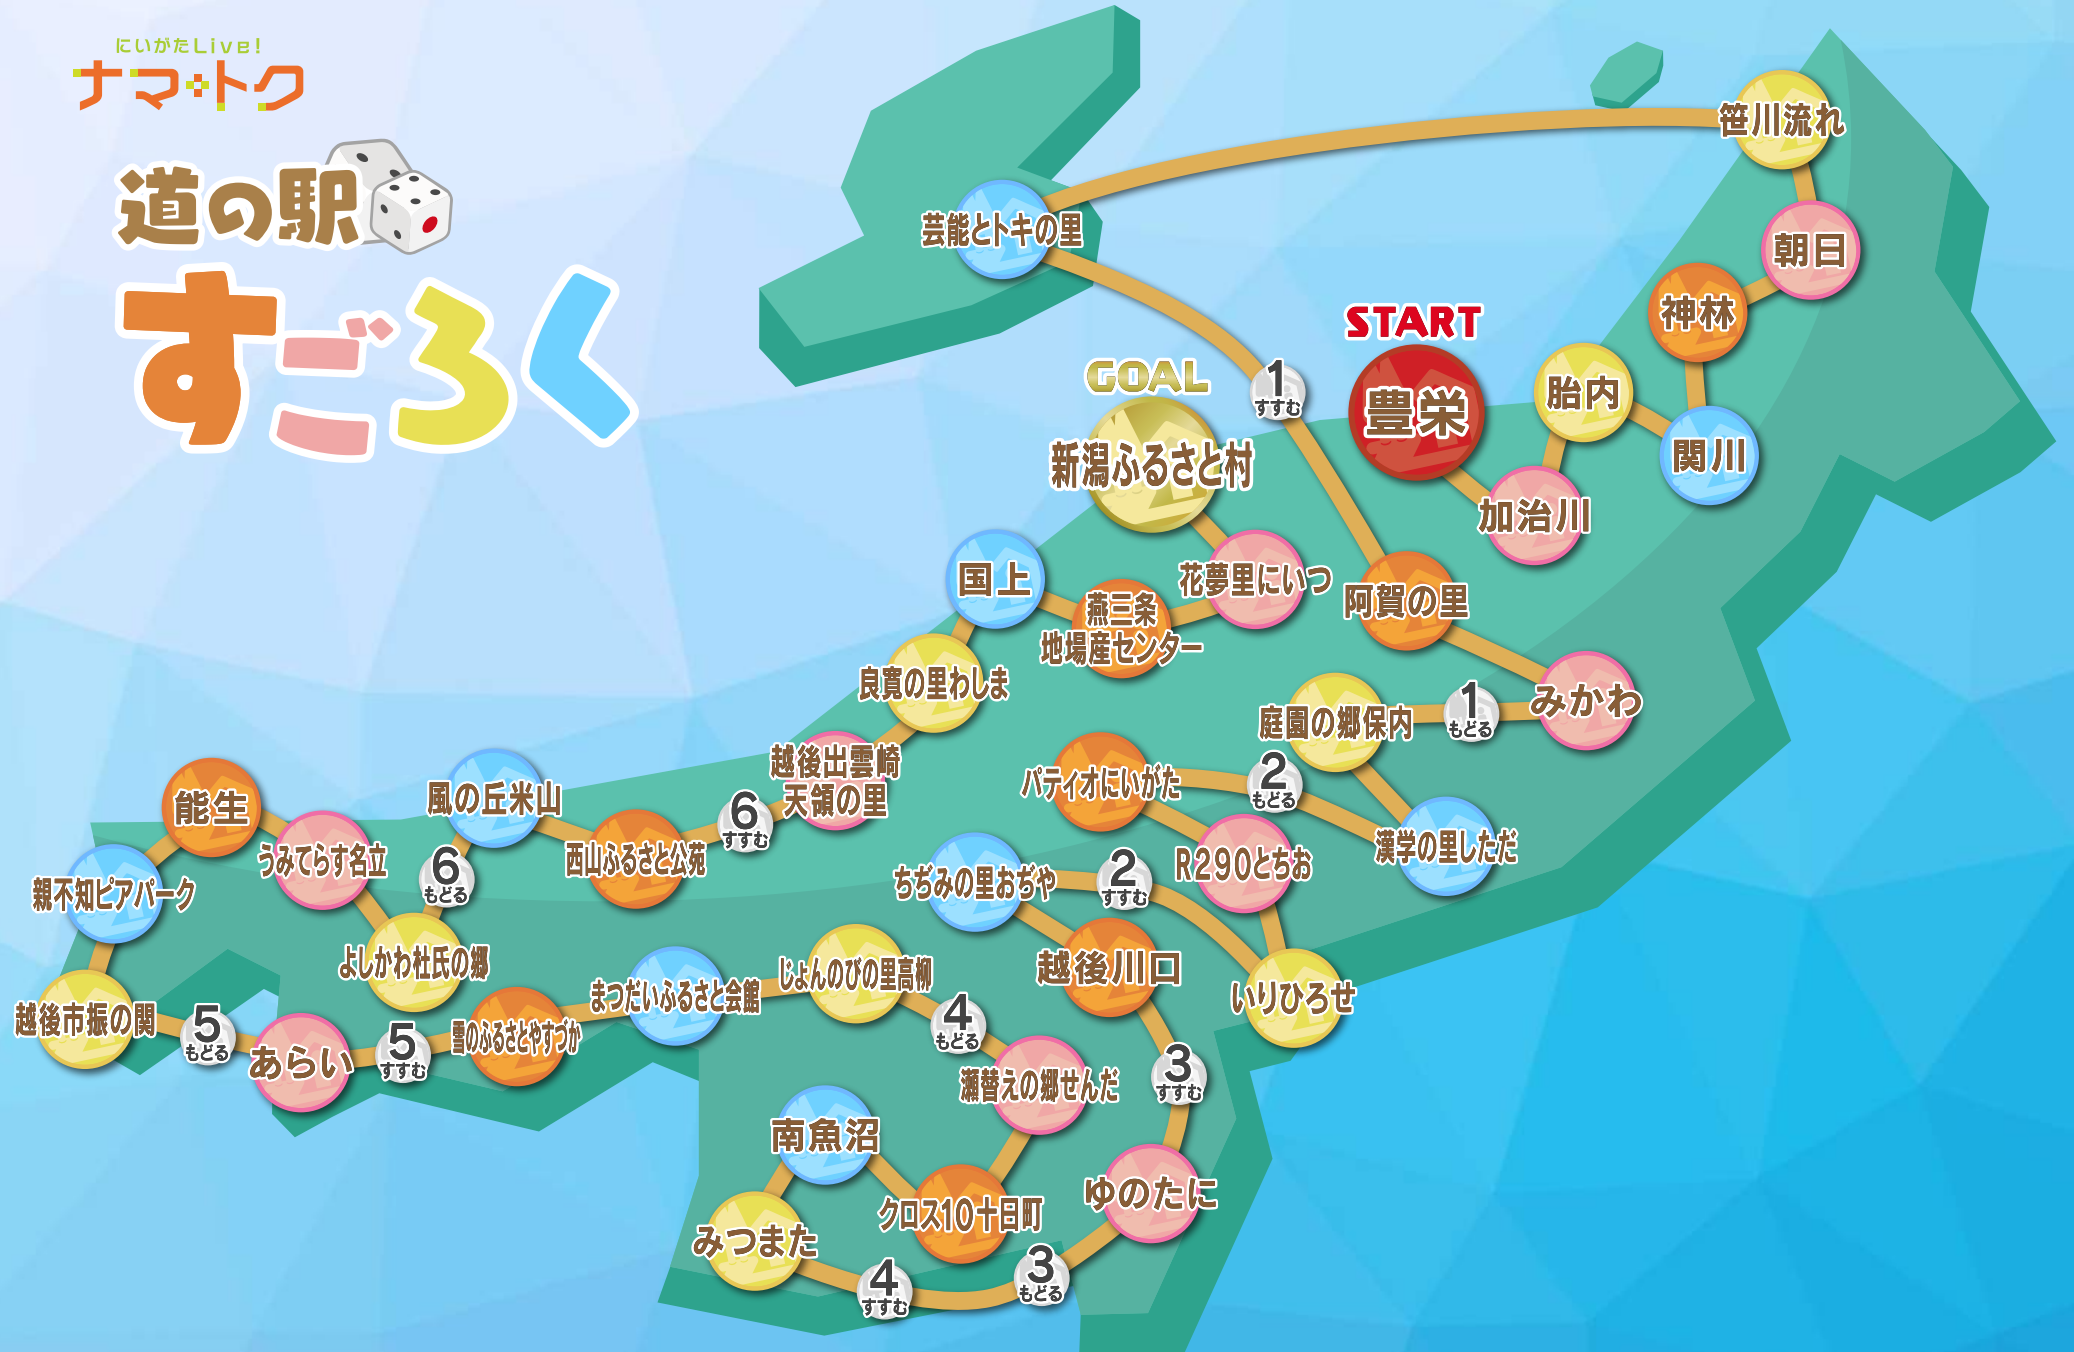 にいがたLive!
ナマ+トク
道の駅
すごろく
START
豊栄
加治川
胎内
関川
神林
朝日
笹川流れ
芸能とトキの里
1
すすむ
阿賀の里
みかわ
1
もどる
庭園の郷保内
漢学の里しただ
2
もどる
パティオにいがた
R290とちお
いりひろせ
2
すすむ
ちぢみの里おぢや
越後川口
3
すすむ
ゆのたに
3
もどる
4
すすむ
みつまた
南魚沼
クロス10十日町
瀬替えの郷せんだ
4
もどる
じょんのびの里高柳
まつだいふるさと会館
雪のふるさとやすづか
5
すすむ
あらい
5
もどる
越後市振の関
親不知ピアパーク
能生
うみてらす名立
よしかわ杜氏の郷
6
もどる
風の丘米山
西山ふるさと公苑
6
すすむ
越後出雲崎
天領の里
良寛の里わしま
国上
燕三条
地場産センター
花夢里にいつ
GOAL
新潟ふるさと村